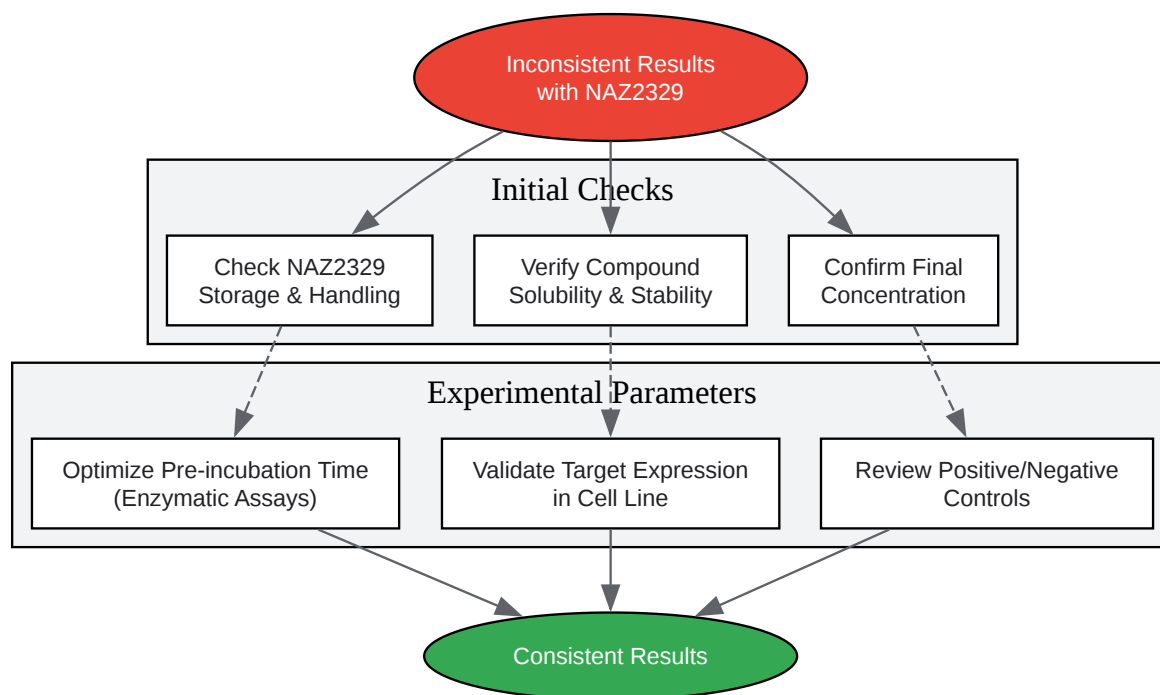 Inconsistent Results
with NAZ2329
Initial Checks
Check NAZ2329
Storage & Handling
Verify Compound
Solubility & Stability
Confirm Final
Concentration
Experimental Parameters
Optimize Pre-incubation Time
(Enzymatic Assays)
Validate Target Expression
in Cell Line
Review Positive/Negative
Controls
Consistent Results